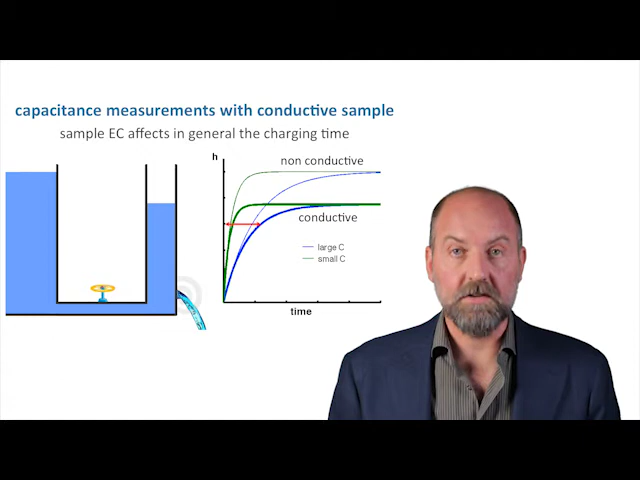 capacitance measurements with conductive sample
sample EC affects in general the charging time
h
non conductive
conductive
large C
small C
time